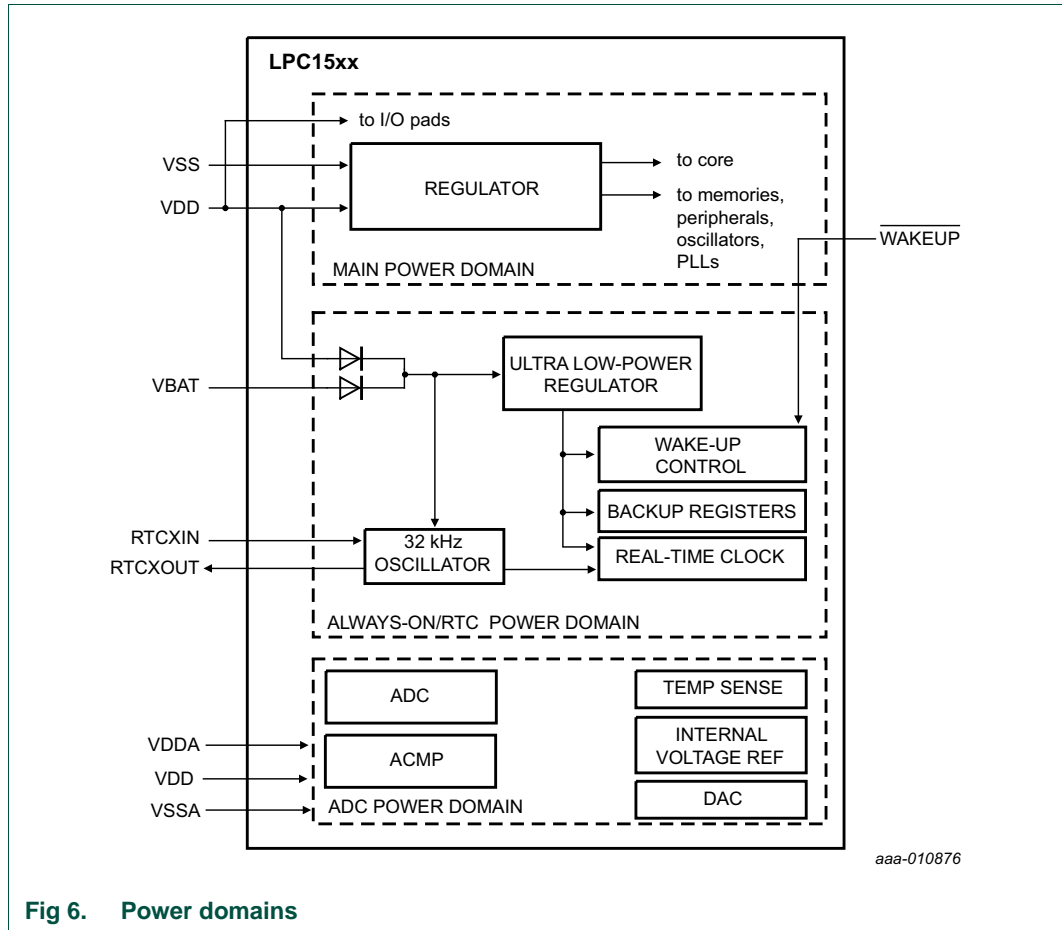 LPC15xx
to I/O pads
VSS
VDD
REGULATOR
to core
to memories,
peripherals,
oscillators,
PLLs
WAKEUP
MAIN POWER DOMAIN
VBAT
ULTRA LOW-POWER
REGULATOR
WAKE-UP
CONTROL
BACKUP REGISTERS
REAL-TIME CLOCK
RTCXIN
RTCXOUT
32 kHz
OSCILLATOR
ALWAYS-ON/RTC POWER DOMAIN
ADC
TEMP SENSE
VDDA
VDD
VSSA
ACMP
INTERNAL
VOLTAGE REF
DAC
ADC POWER DOMAIN
aaa-010876
Fig 6. Power domains